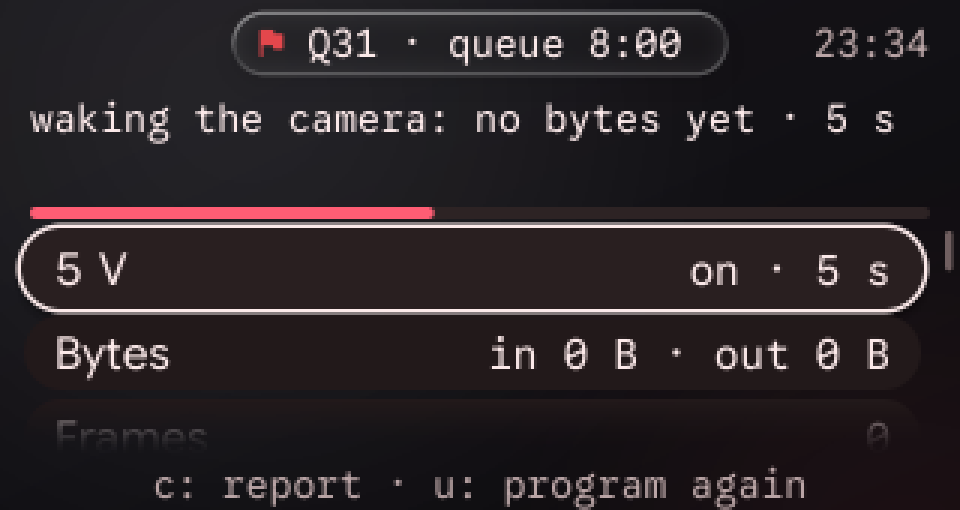 Q31 · queue 8:00 23:34
waking the camera: no bytes yet · 5 s
5 V on · 5 s
Bytes in 0 B · out 0 B
Frames 0
c: report · u: program again